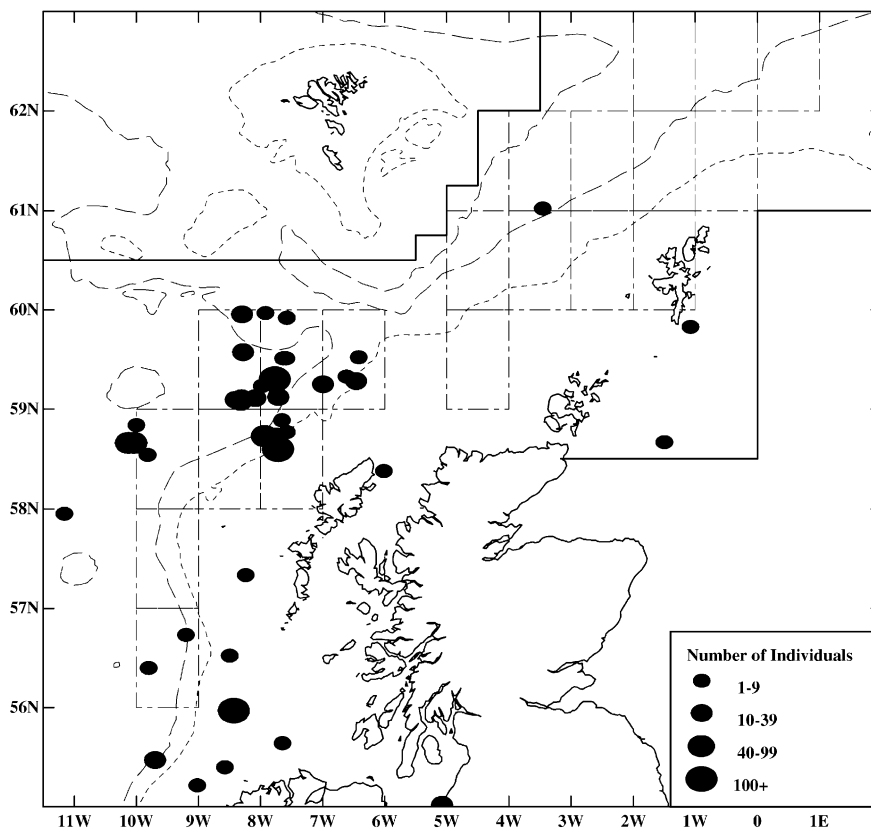 62N
61N
60N
59N
58N
57N
56N
Number of Individuals
1-9
10-39
40-99
100+
11W 10W 9W 8W 7W 6W 5W 4W 3W 2W 1W 0 1E